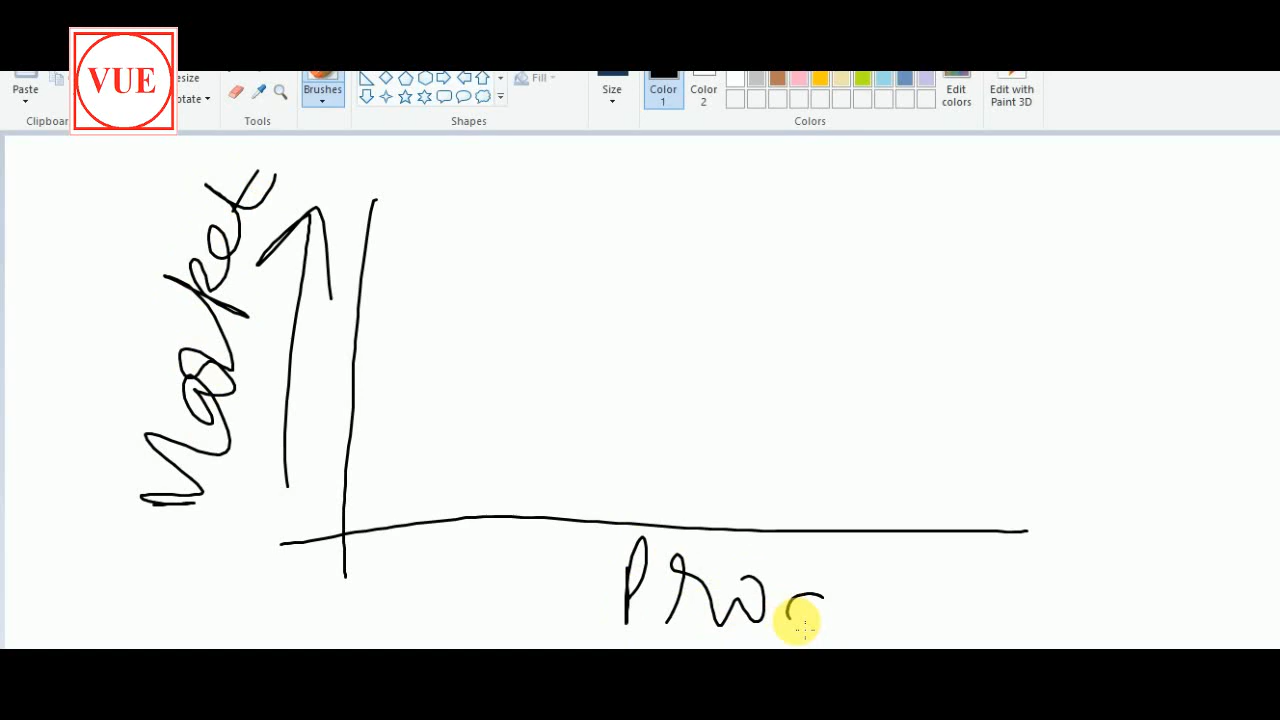 VUE
Paste
esize
otate
Clipboar
Tools
Brushes
Shapes
Fill
Size
Color
1
Color
2
Edit
colors
Colors
Edit with
Paint 3D
Market
Pro